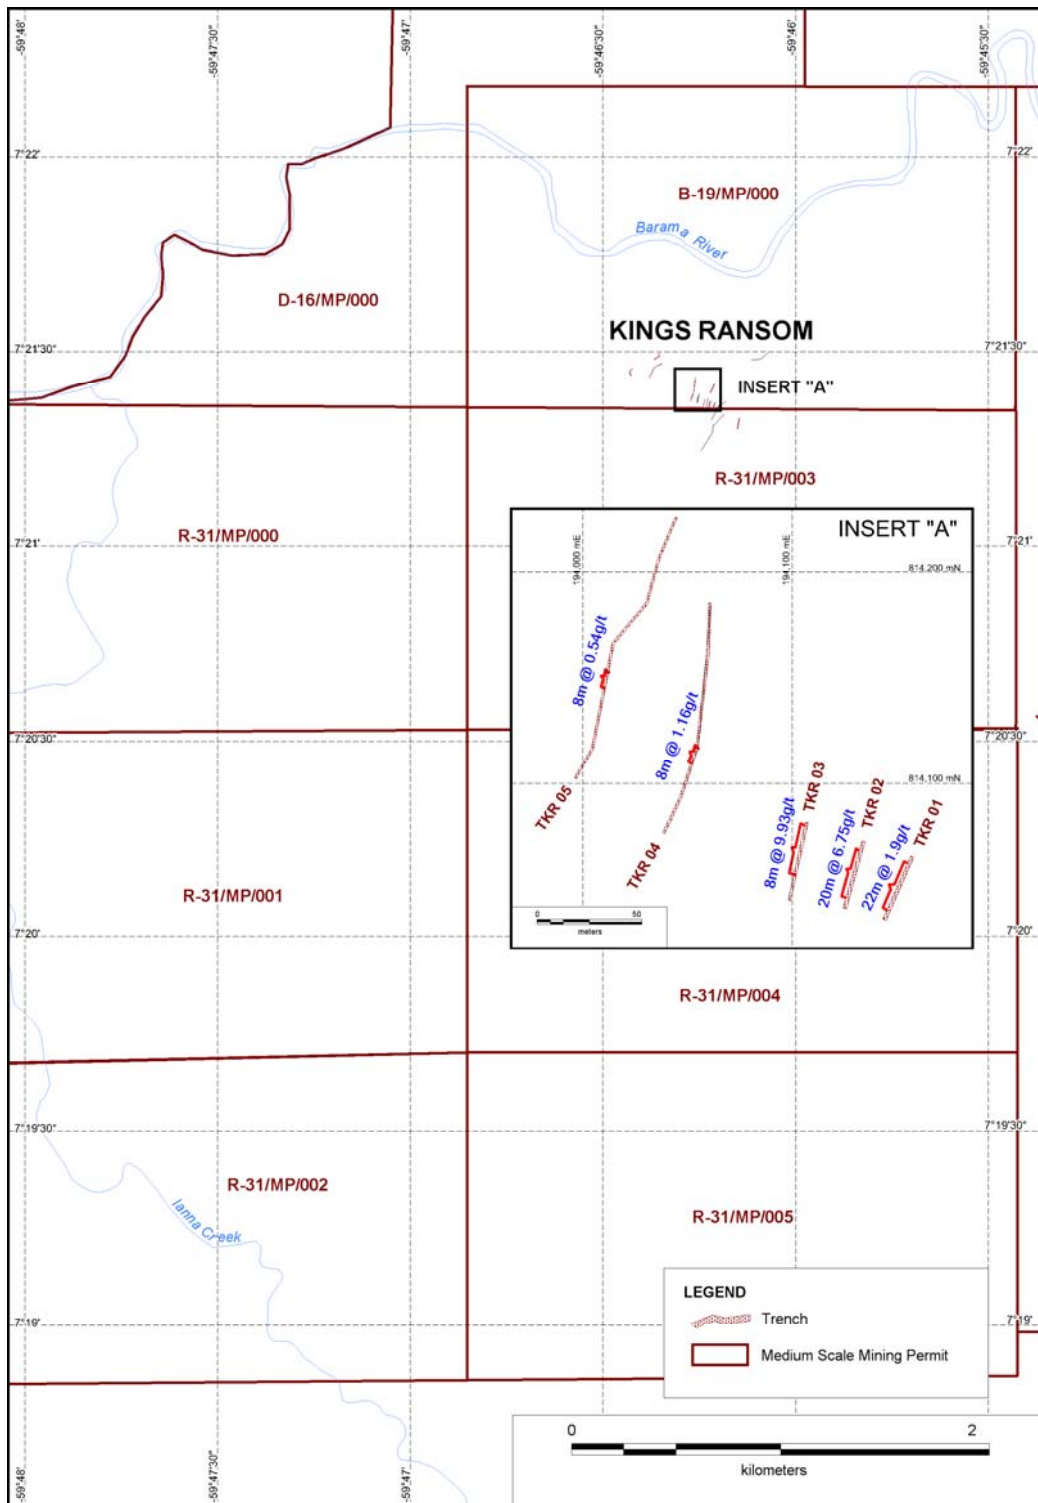 -59°48'
-59°47'30"
-59°47'
-59°46'30"
-59°46'
-59°45'30"
7°22'
7°22'
B-19/MP/000
Barama River
D-16/MP/000
KINGS RANSOM
7°21'30"
7°21'30"
INSERT "A"
R-31/MP/003
R-31/MP/000
7°21'
7°21'
INSERT "A"
194,000 mE
194,100 mE
814,200 mN
8m @ 0.54g/t
8m @ 1.16g/t
7°20'30"
7°20'30"
814,100 mN
TKR 05
TKR 04
8m @ 9.93g/t
TKR 03
20m @ 6.75g/t
TKR 02
22m @ 1.9g/t
TKR 01
R-31/MP/001
0 50
meters
7°20'
7°20'
R-31/MP/004
7°19'30"
7°19'30"
R-31/MP/002
Ianna Creek
R-31/MP/005
LEGEND
Trench
Medium Scale Mining Permit
7°19'
7°19'
0 2
kilometers
-59°48'
-59°47'30"
-59°47'